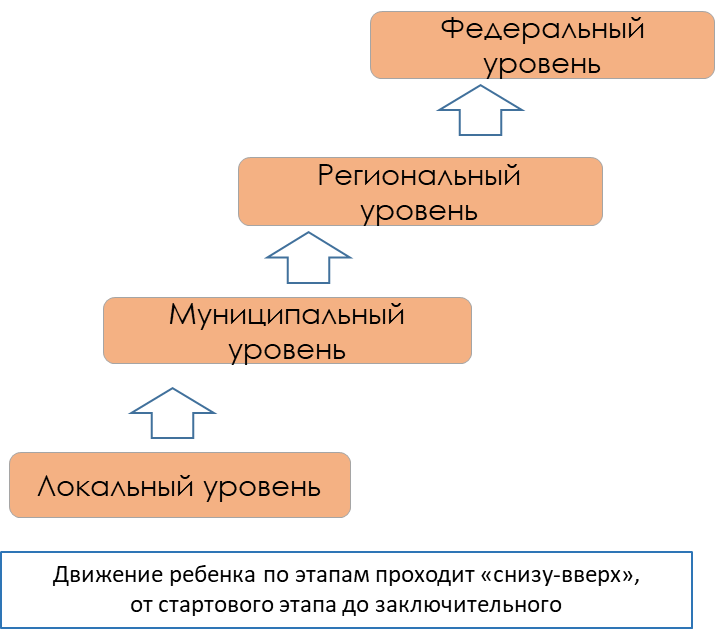 Федеральный
уровень
Региональный
уровень
Муниципальный
уровень
Локальный уровень
Движение ребенка по этапам проходит «снизу-вверх»,
от стартового этапа до заключительного